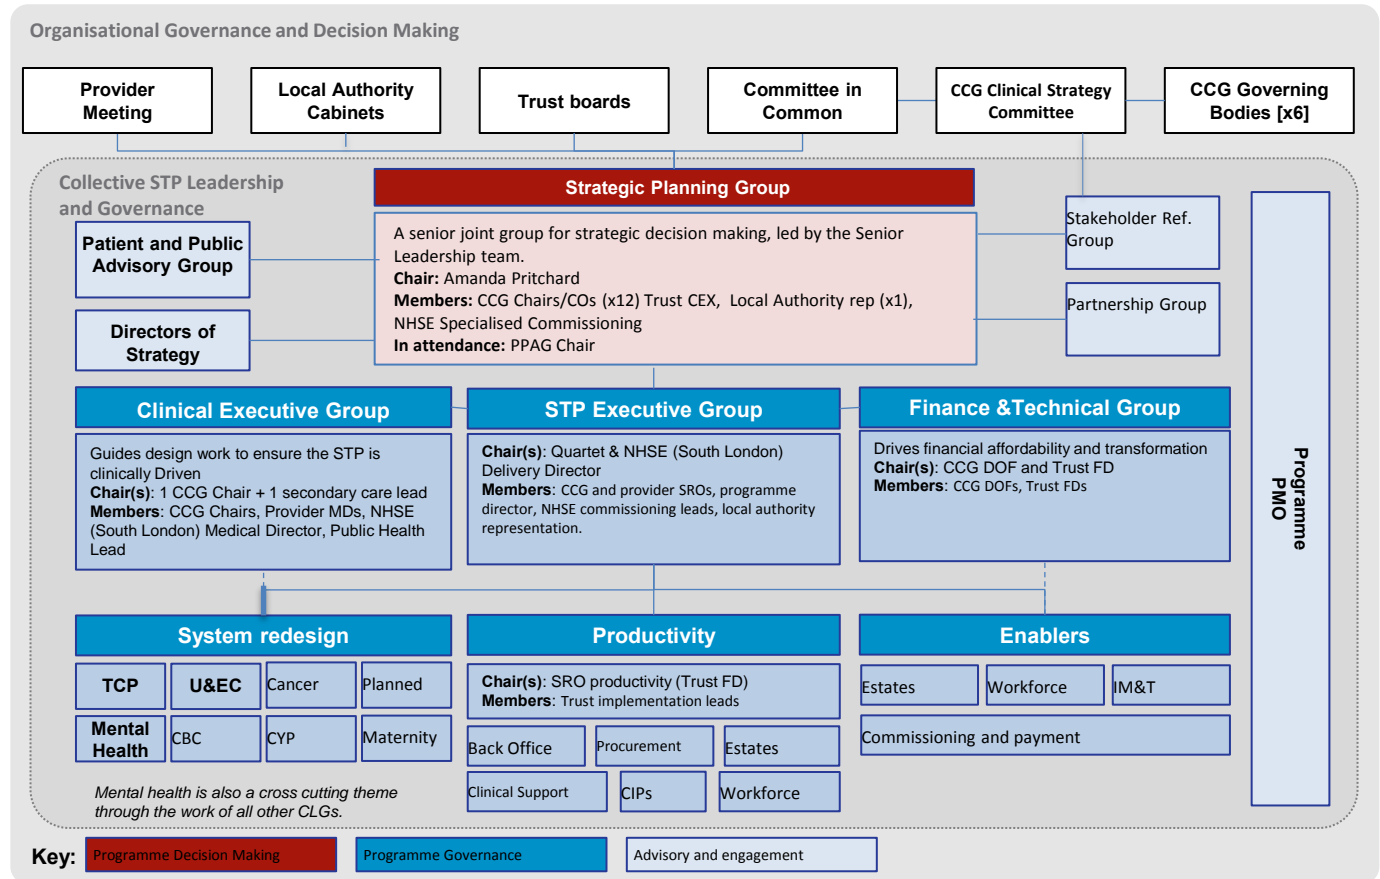 Organisational Governance and Decision Making
Provider
Meeting
Local Authority
Cabinets
Trust boards
Committee in
Common
CCG Clinical Strategy
Committee
CCG Governing
Bodies [x6]
Collective STP Leadership
and Governance
Strategic Planning Group
A senior joint group for strategic decision making, led by the Senior
Leadership team.
Chair: Amanda Pritchard
Members: CCG Chairs/COs (x12) Trust CEX, Local Authority rep (x1),
NHSE Specialised Commissioning
In attendance: PPAG Chair
Patient and Public
Advisory Group
Directors of
Strategy
Stakeholder Ref.
Group
Partnership Group
Programme
PMO
Clinical Executive Group
Guides design work to ensure the STP is
clinically Driven
Chair(s): 1 CCG Chair + 1 secondary care lead
Members: CCG Chairs, Provider MDs, NHSE
(South London) Medical Director, Public Health
Lead
STP Executive Group
Chair(s): Quartet & NHSE (South London)
Delivery Director
Members: CCG and provider SROs, programme
director, NHSE commissioning leads, local authority
representation.
Finance &Technical Group
Drives financial affordability and transformation
Chair(s): CCG DOF and Trust FD
Members: CCG DOFs, Trust FDs
System redesign
TCP
U&EC
Cancer
Planned
Mental
Health
CBC
CYP
Maternity
Mental health is also a cross cutting theme
through the work of all other CLGs.
Productivity
Chair(s): SRO productivity (Trust FD)
Members: Trust implementation leads
Back Office
Procurement
Estates
Clinical Support
CIPs
Workforce
Enablers
Estates
Workforce
IM&T
Commissioning and payment
Key:
Programme Decision Making
Programme Governance
Advisory and engagement